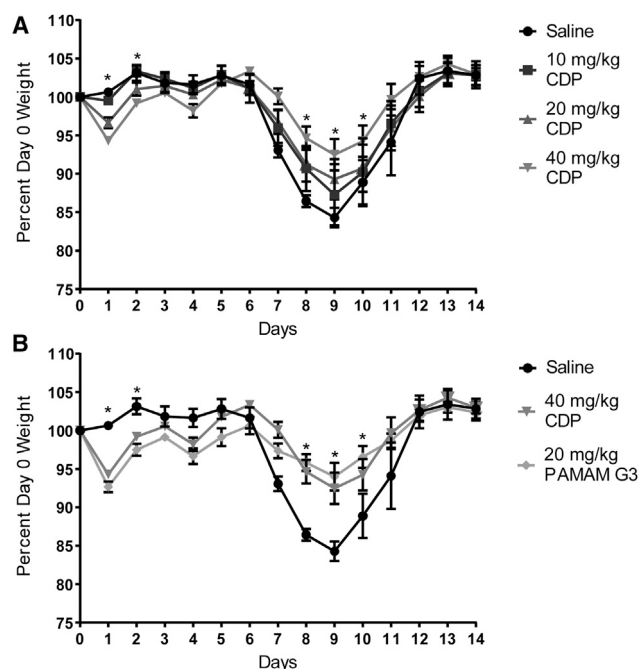 A
Percent Day 0 Weight
110
105
100
95
90
85
80
75
* * * * *
0 1 2 3 4 5 6 7 8 9 10 11 12 13 14
Days
Saline
10 mg/kg
CDP
20 mg/kg
CDP
40 mg/kg
CDP
B
Percent Day 0 Weight
110
105
100
95
90
85
80
75
* * * * *
0 1 2 3 4 5 6 7 8 9 10 11 12 13 14
Days
Saline
40 mg/kg
CDP
20 mg/kg
PAMAM G3